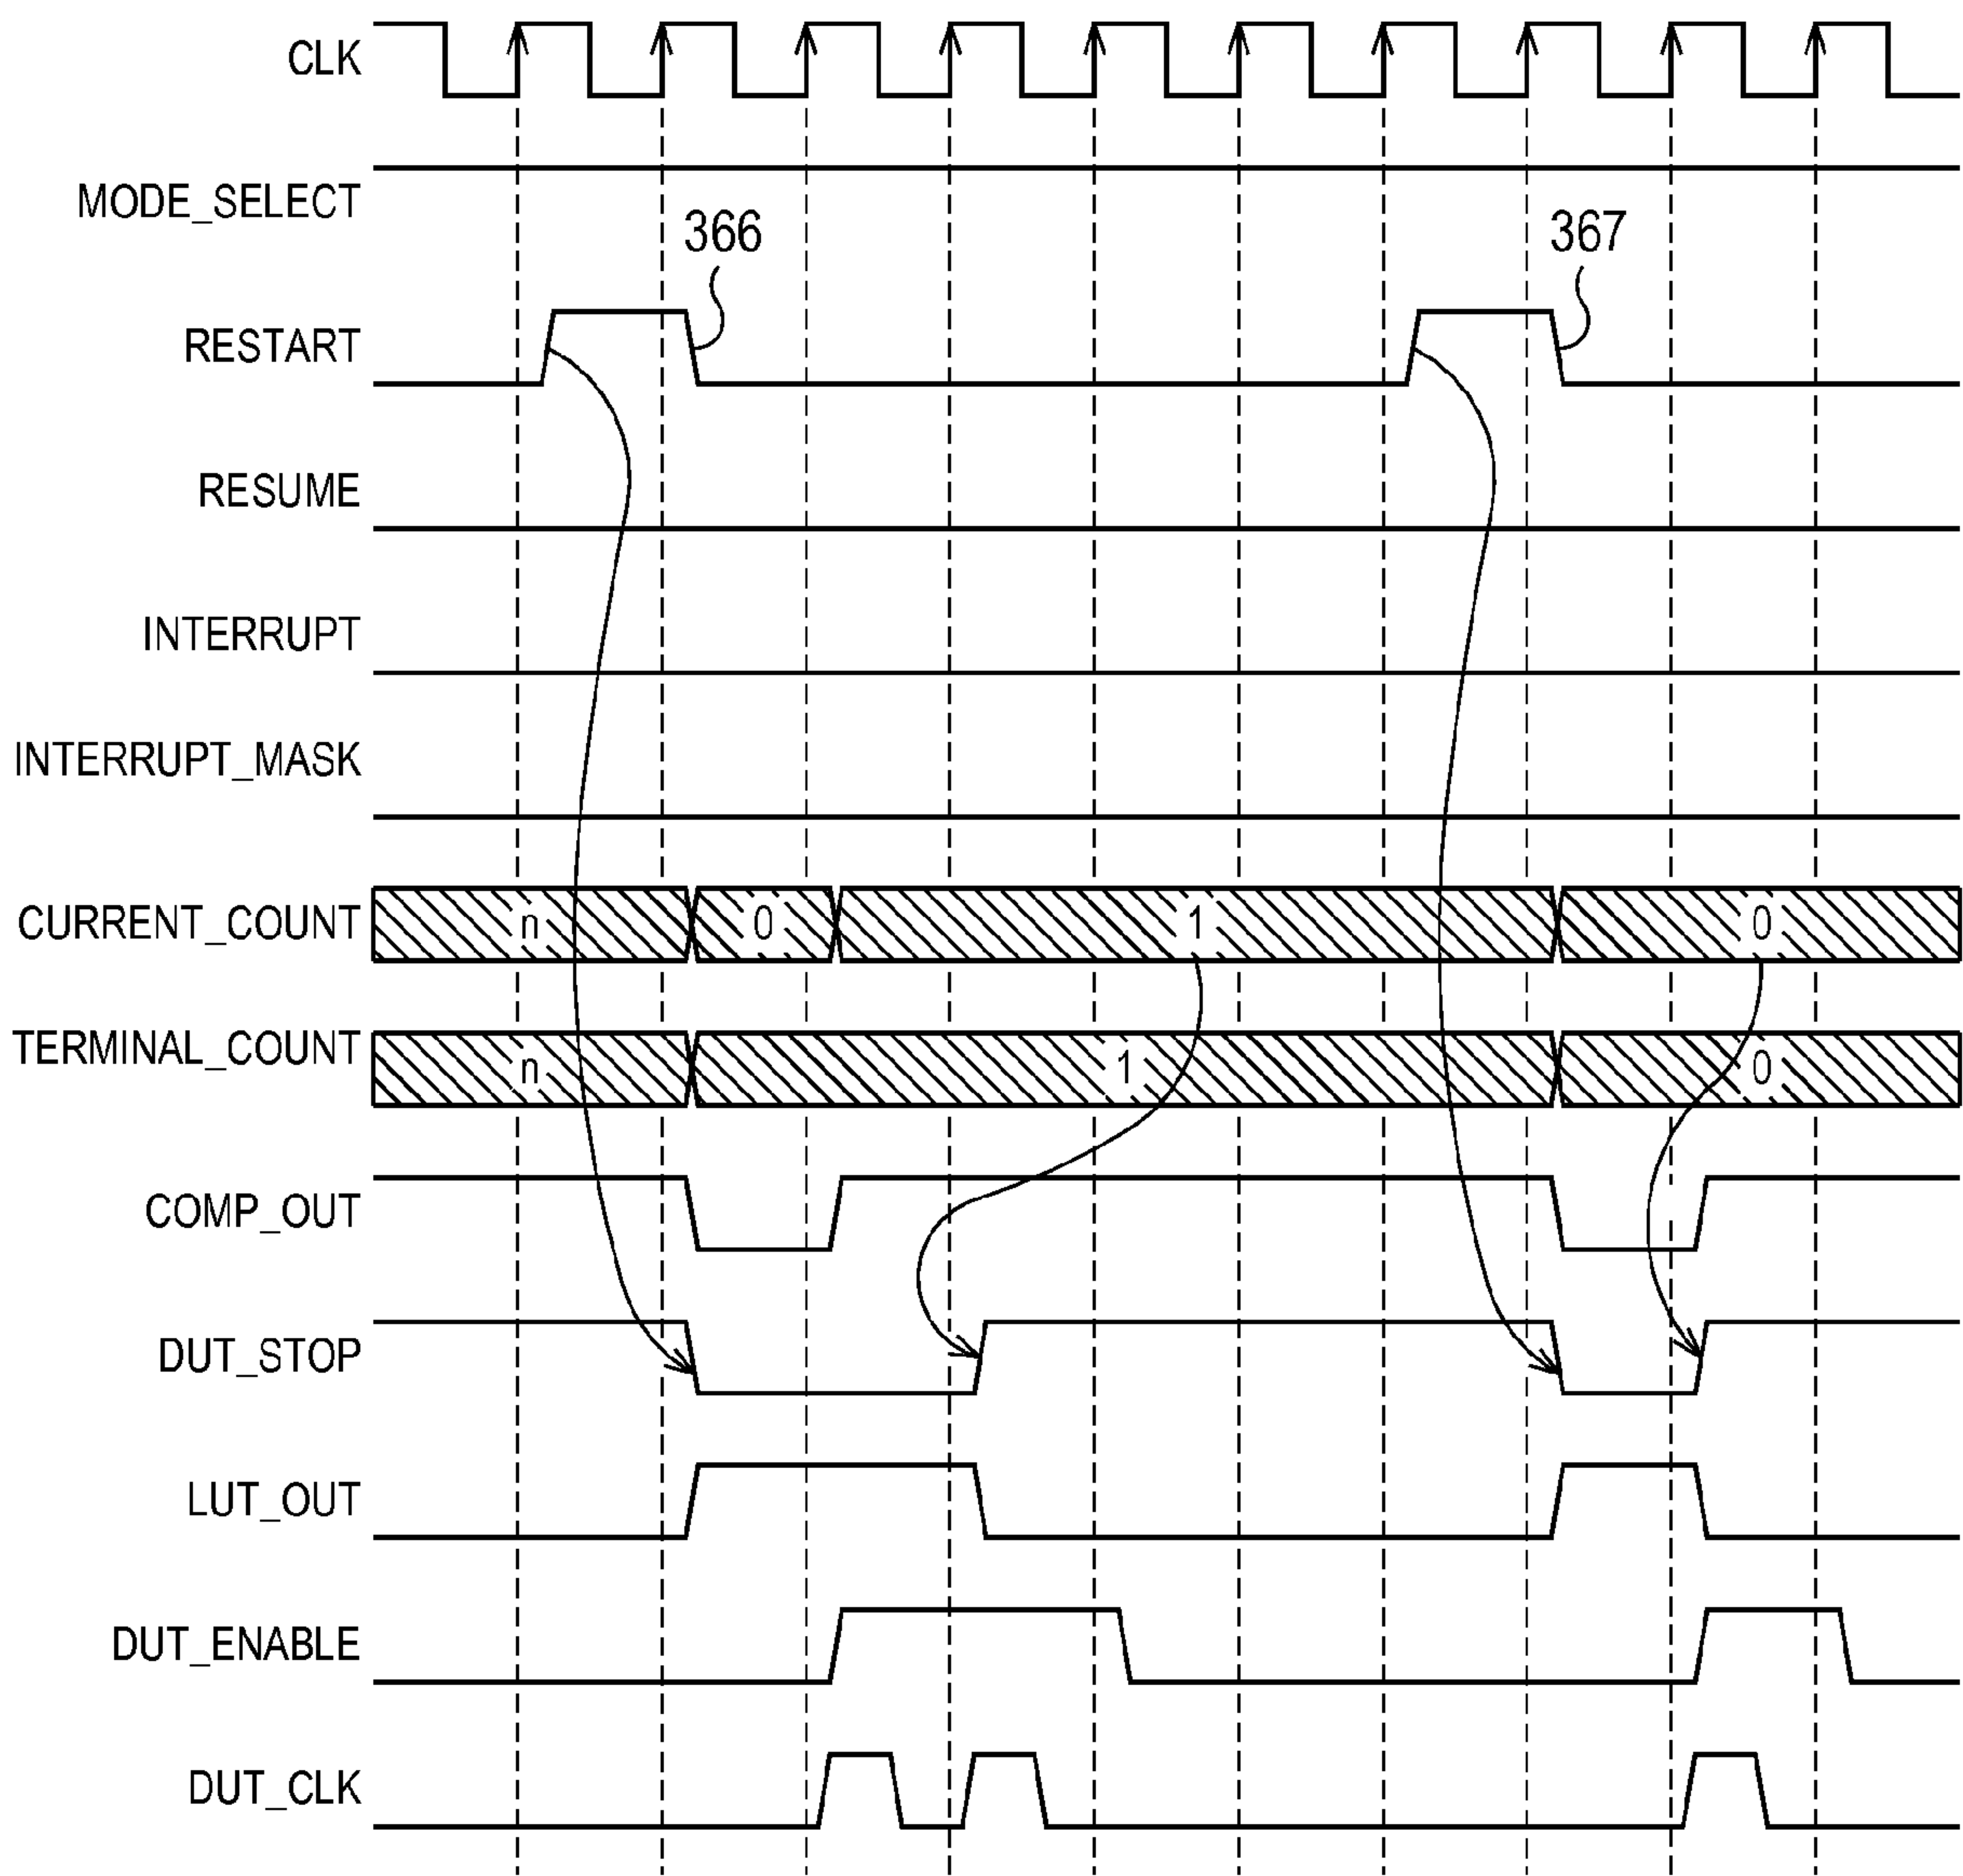 CLK
MODE_SELECT
366
367
RESTART
RESUME
INTERRUPT
INTERRUPT_MASK
CURRENT_COUNT n 0 1 0
TERMINAL_COUNT n 1 0
COMP_OUT
DUT_STOP
LUT_OUT
DUT_ENABLE
DUT_CLK